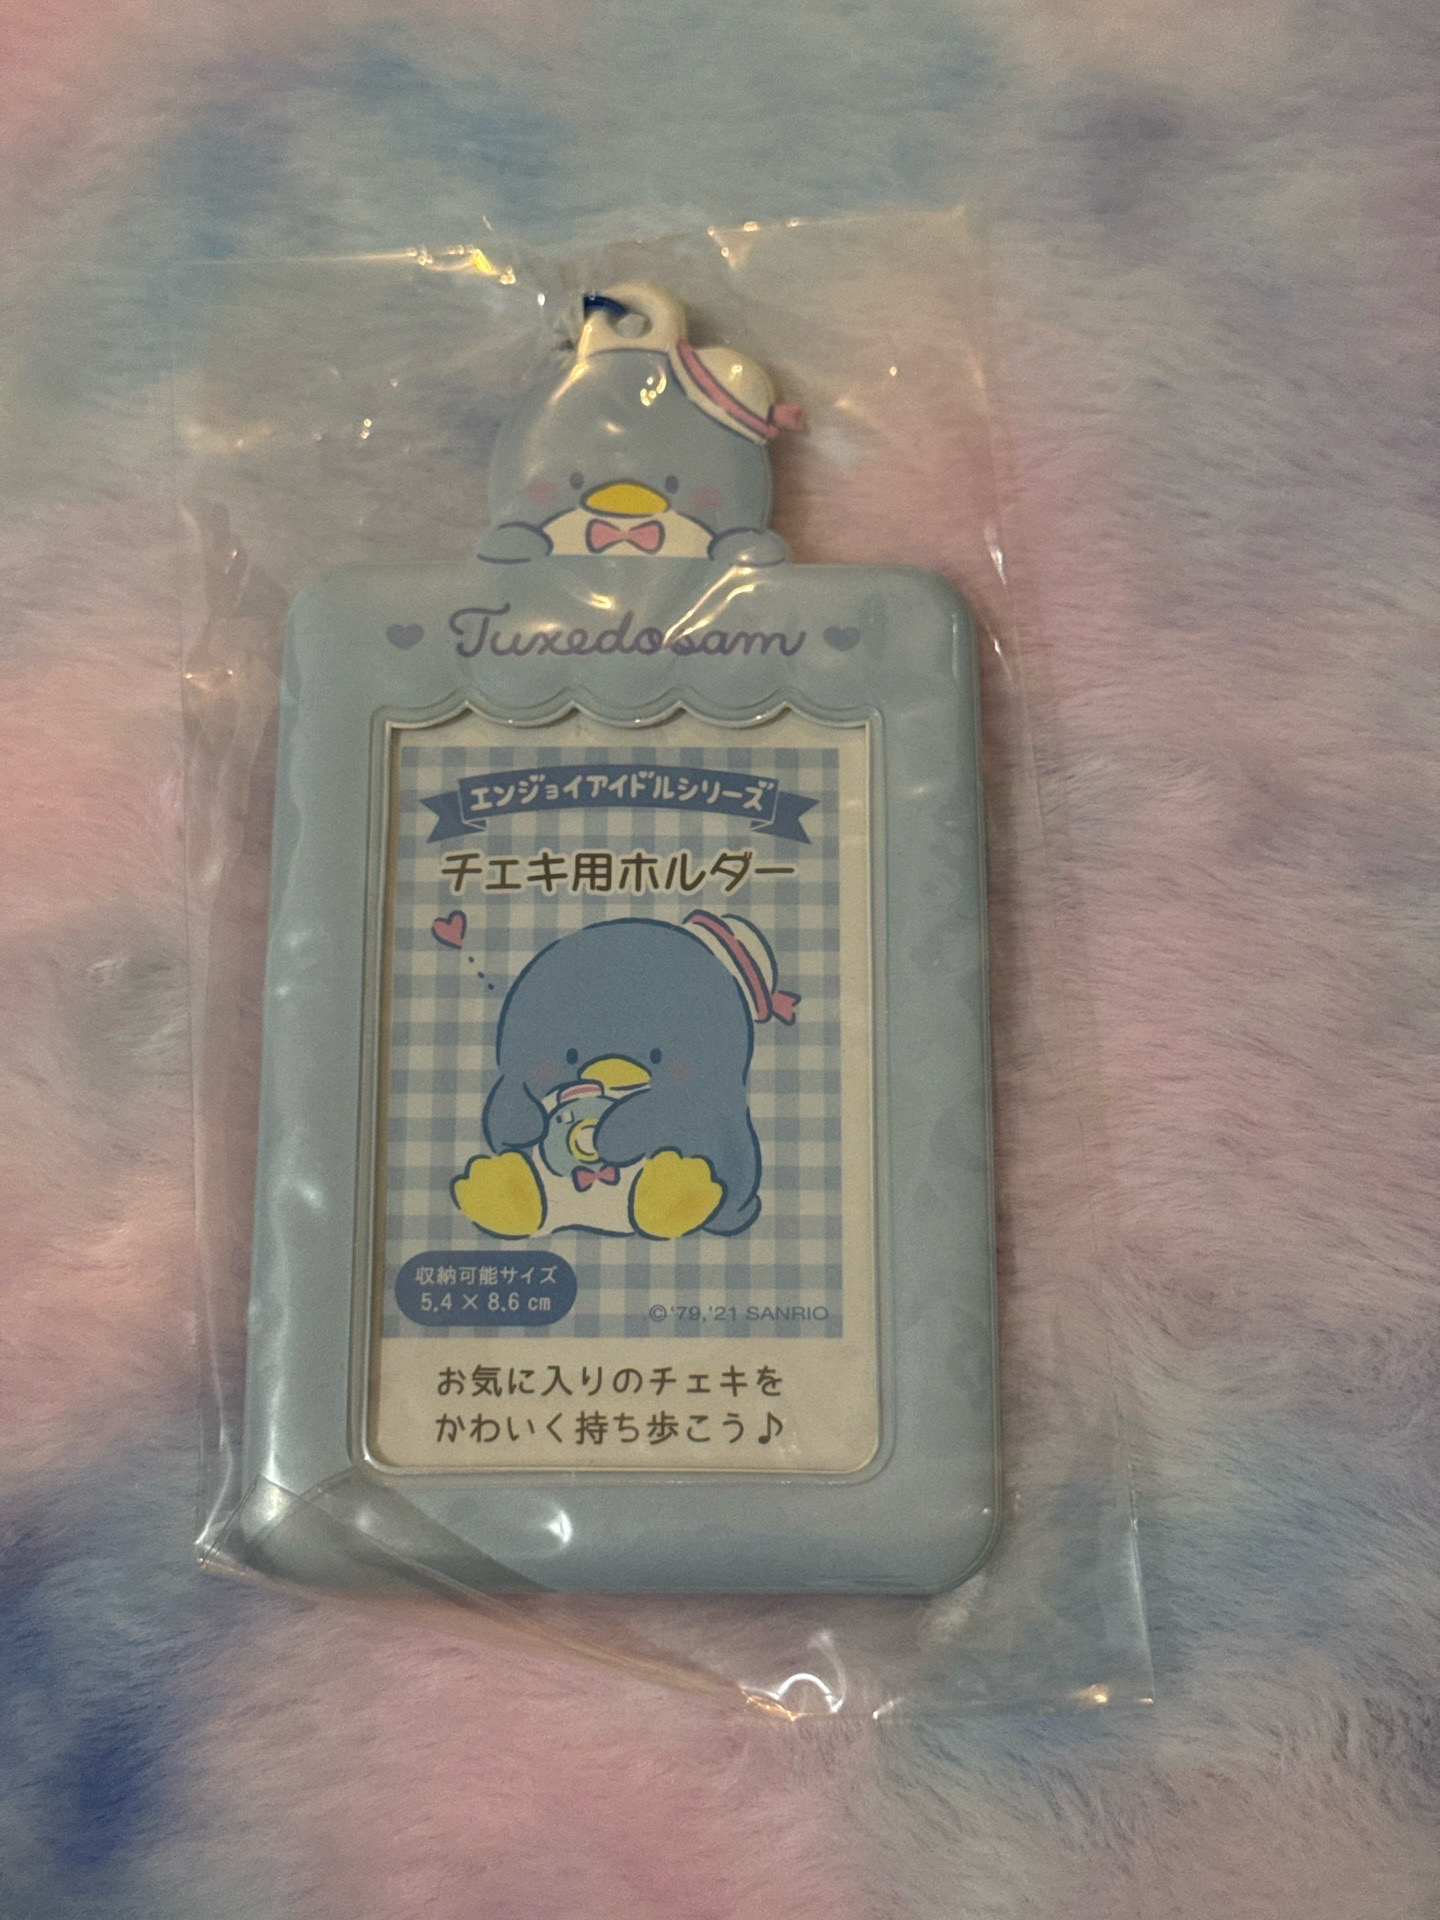 Tuxedosam
エンジョイアイドルシリーズ
チェキ用ホルダー
収納可能サイズ
5.4 × 8.6 cm
©'79,'21 SANRIO
お気に入りのチェキを
かわいく持ち歩こう♪